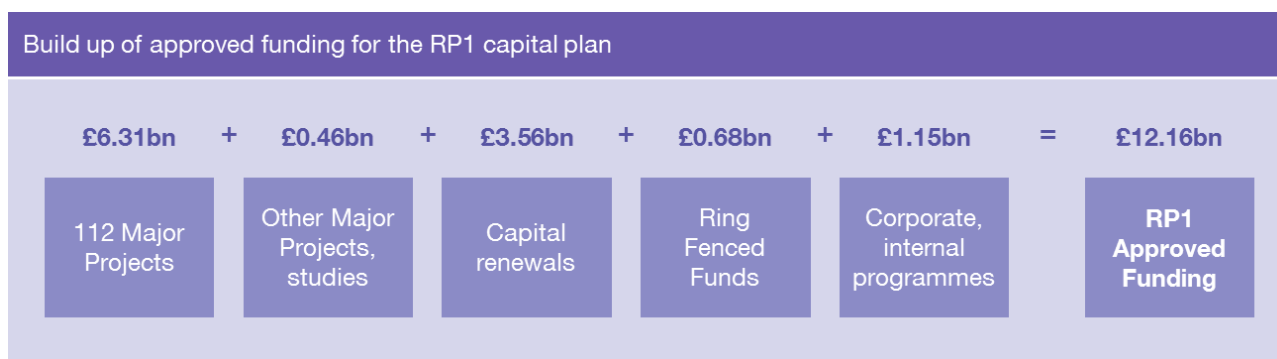 Build up of approved funding for the RP1 capital plan
£6.31bn + £0.46bn + £3.56bn + £0.68bn + £1.15bn = £12.16bn
112 Major
Projects
Other Major
Projects,
studies
Capital
renewals
Ring
Fenced
Funds
Corporate,
internal
programmes
RP1
Approved
Funding